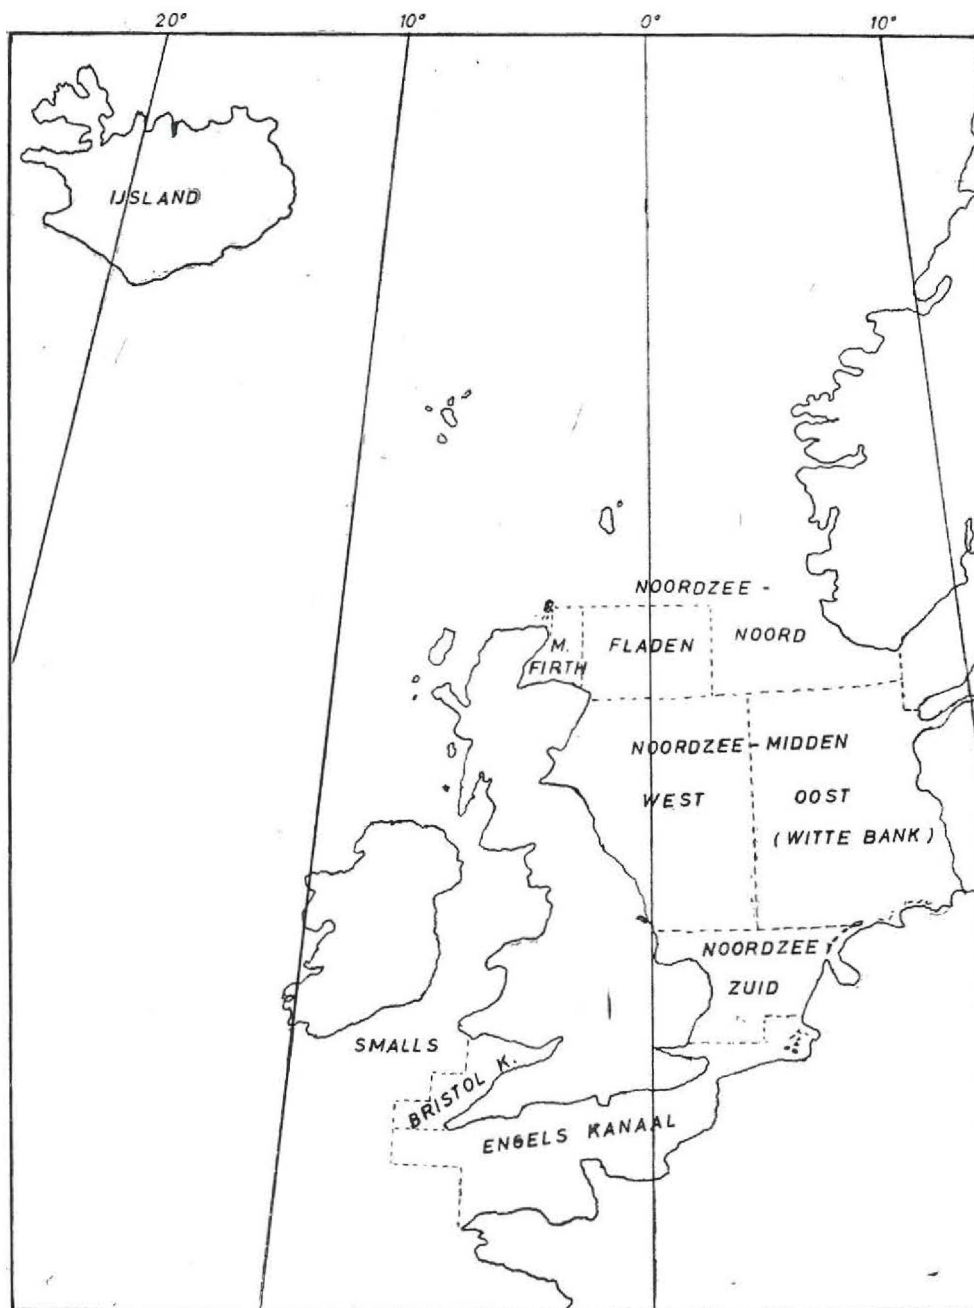 20° 10° 0° 10°
IJSLAND
NOORDZEE -
NOORD
M.
FIRTH
FLADEN
NOORDZEE - MIDDEN
WEST
OOST
(WITTE BANK)
NOORDZEE
ZUID
SMALLS
BRISTOL K.
ENGELS KANAAL